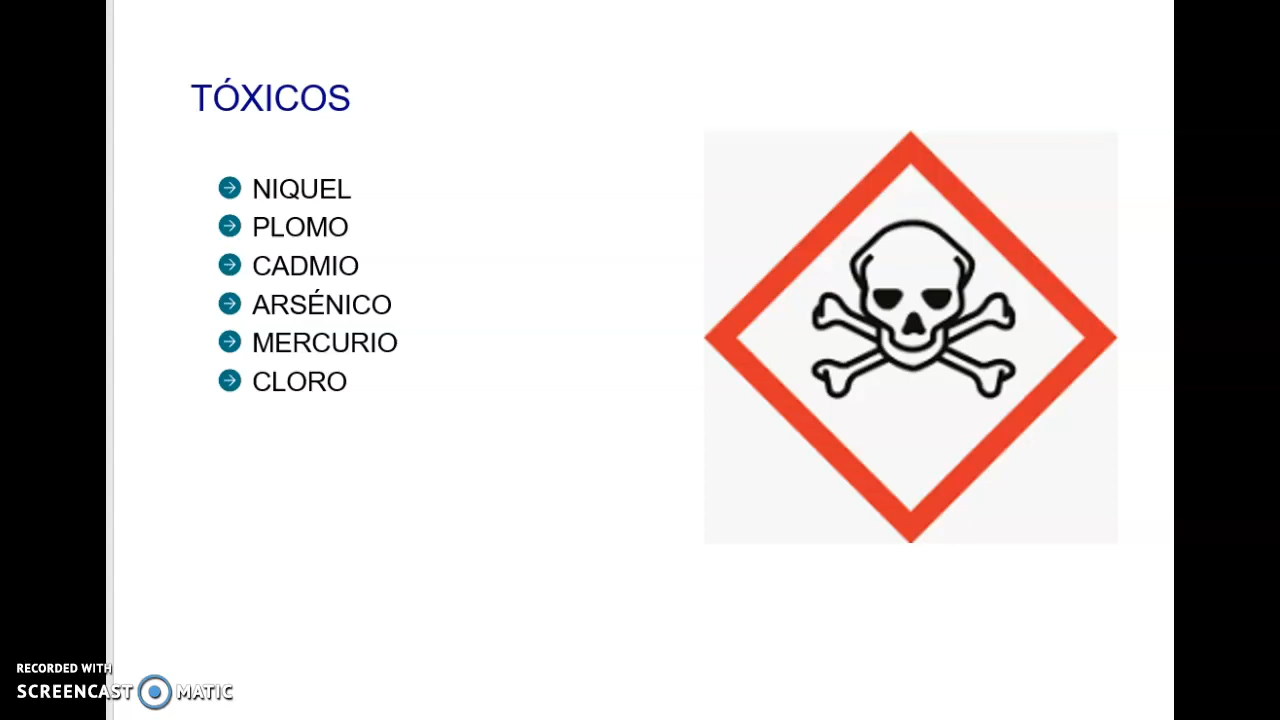 TÓXICOS
NIQUEL
PLOMO
CADMIO
ARSÉNICO
MERCURIO
CLORO
RECORDED WITH
SCREENCAST MATIC